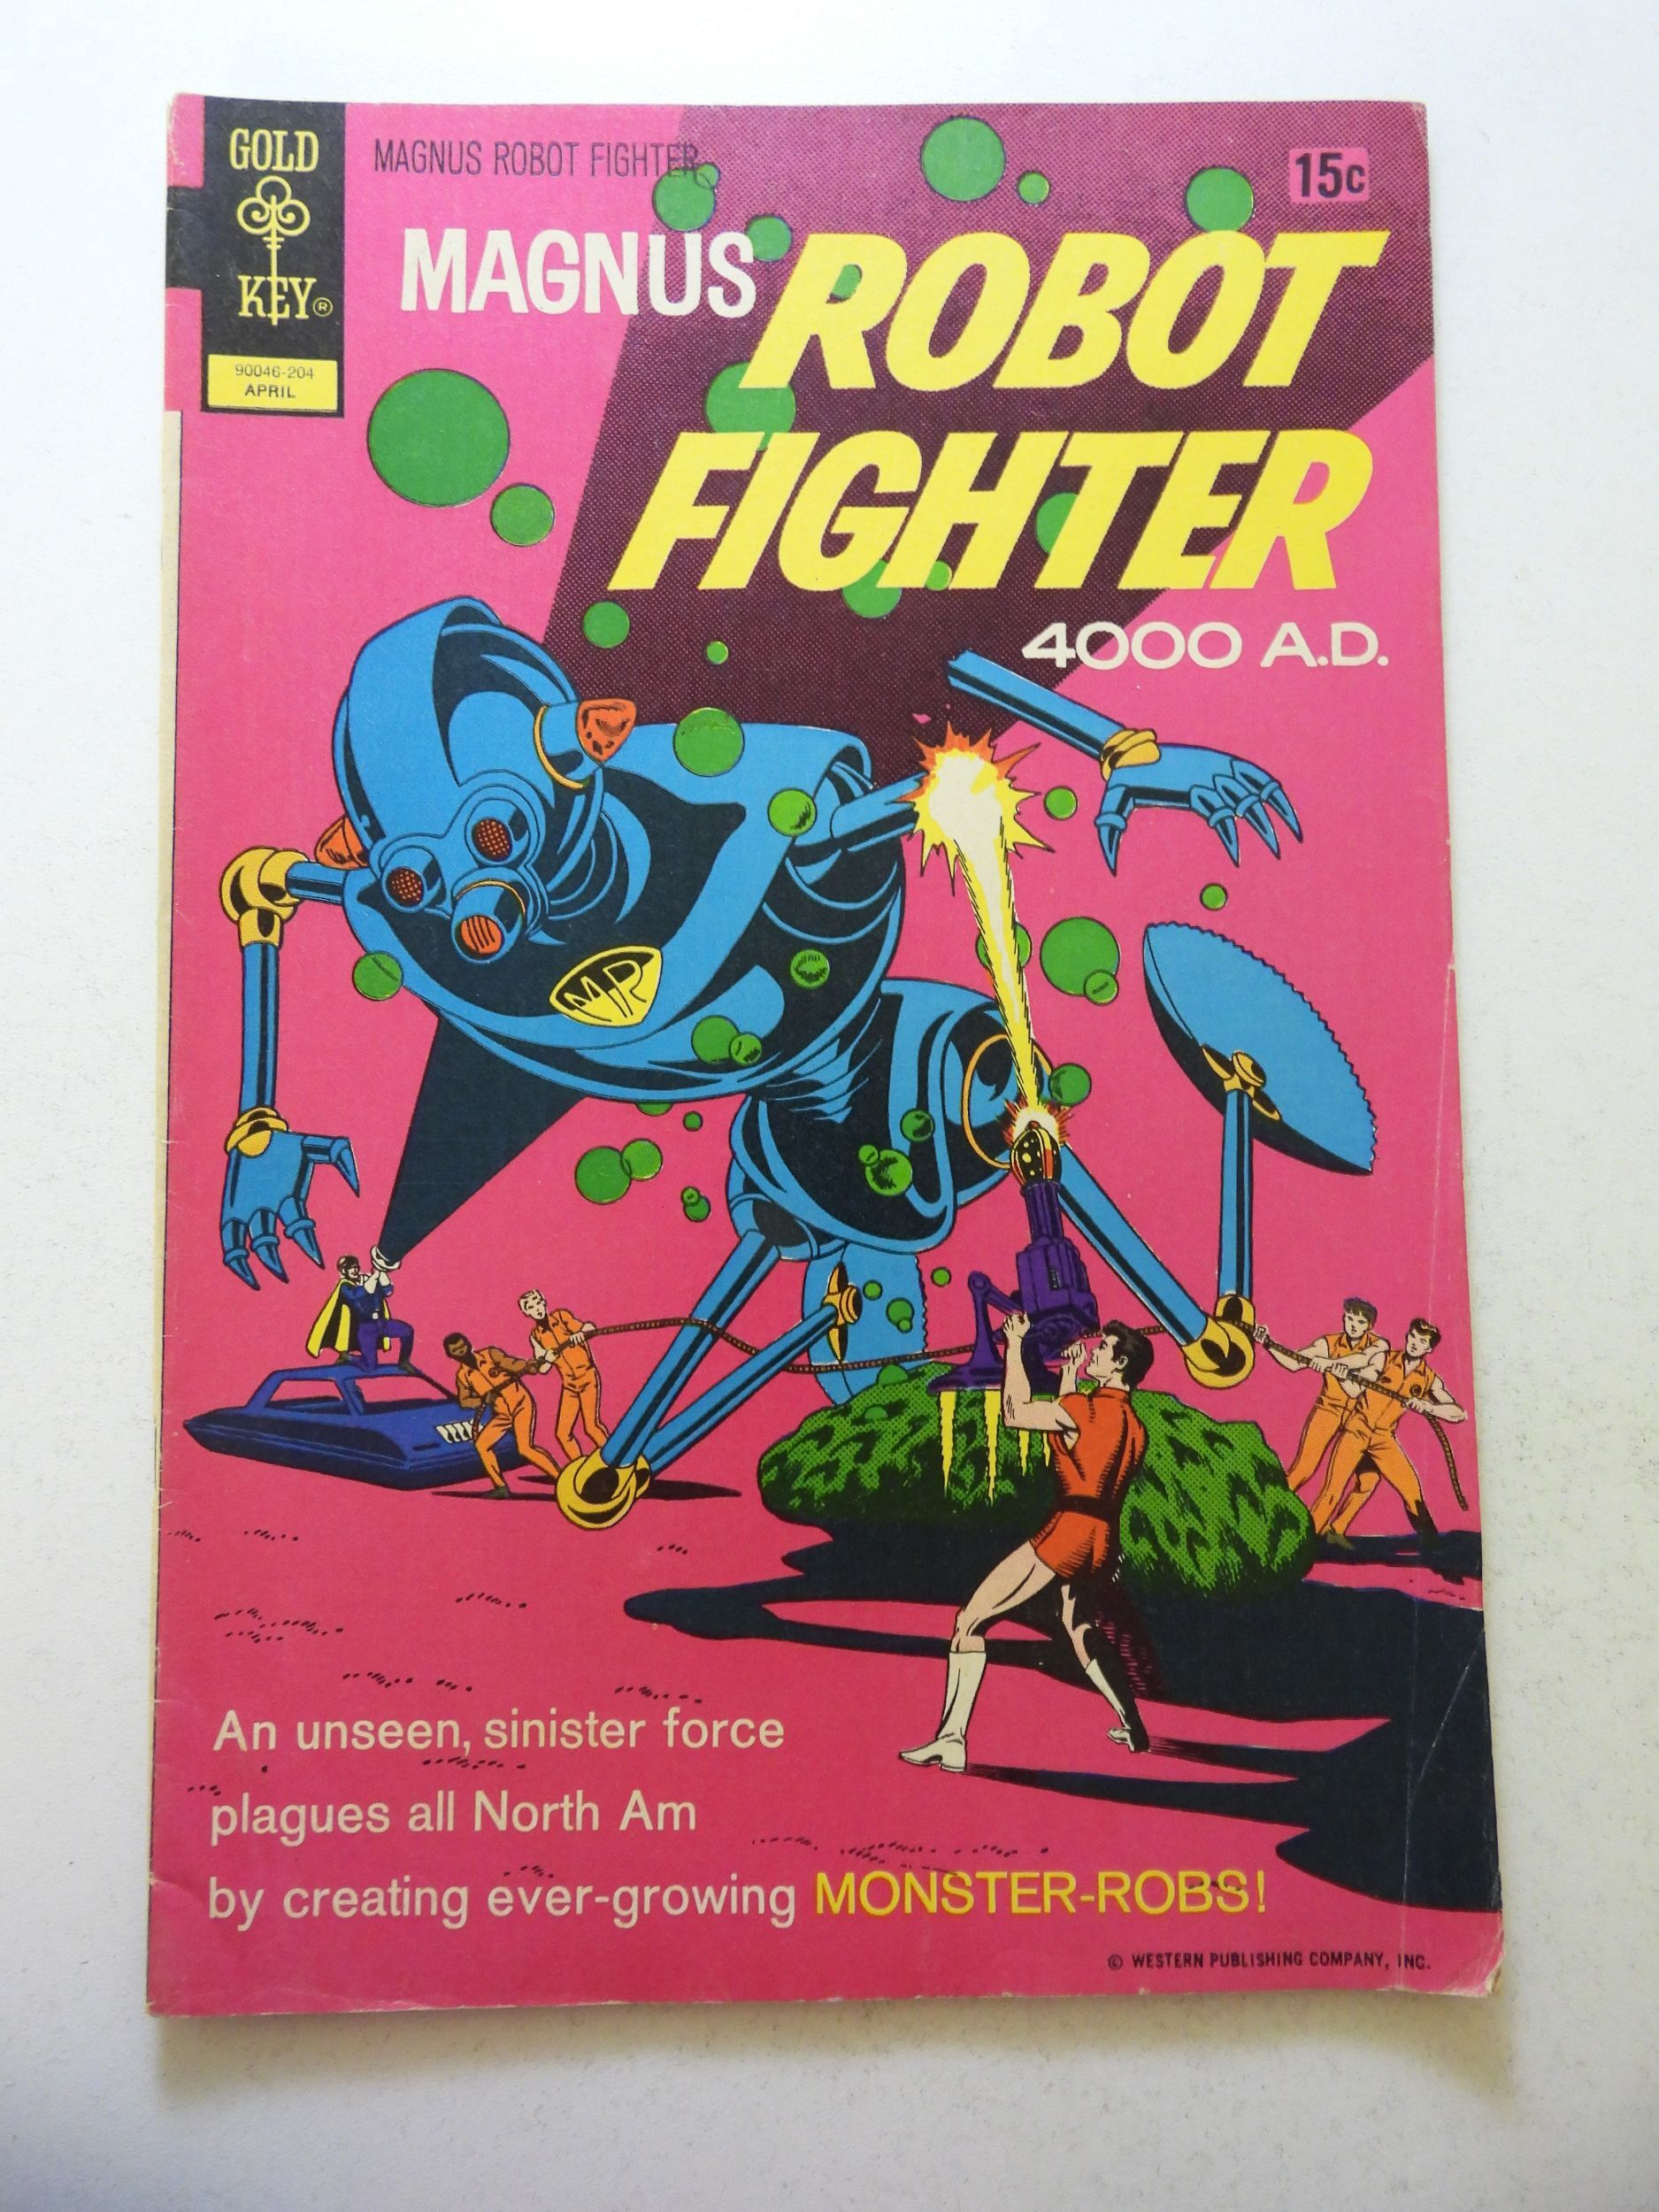 GOLD
KEY®
90046-204
APRIL
MAGNUS ROBOT FIGHTER
15c
MAGNUS ROBOT
FIGHTER
4000 A.D.
MR
An unseen, sinister force
plagues all North Am
by creating ever-growing MONSTER-ROBS!
© WESTERN PUBLISHING COMPANY, INC.